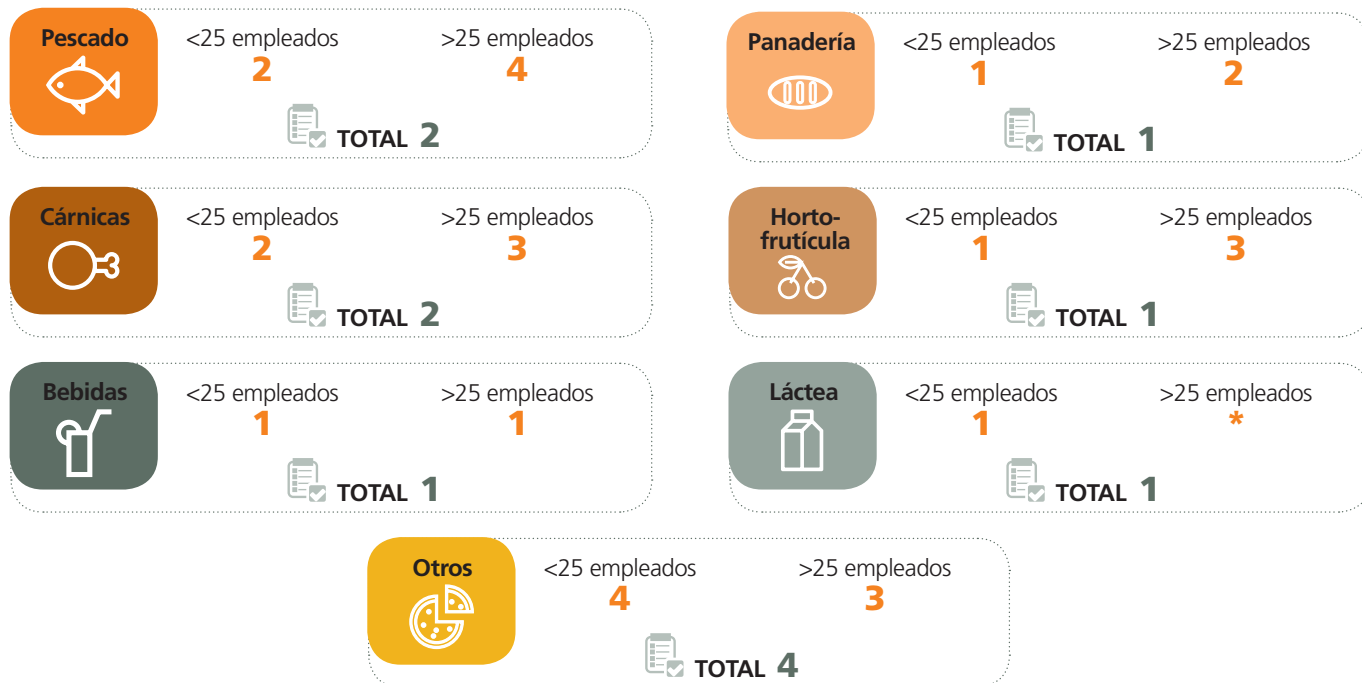 Pescado
<25 empleados >25 empleados
2 4
TOTAL 2
Panadería
<25 empleados >25 empleados
1 2
TOTAL 1
Cárnicas
<25 empleados >25 empleados
2 3
TOTAL 2
Horto-
frutícula
<25 empleados >25 empleados
1 3
TOTAL 1
Bebidas
<25 empleados >25 empleados
1 1
TOTAL 1
Láctea
<25 empleados >25 empleados
1 *
TOTAL 1
Otros
<25 empleados >25 empleados
4 3
TOTAL 4